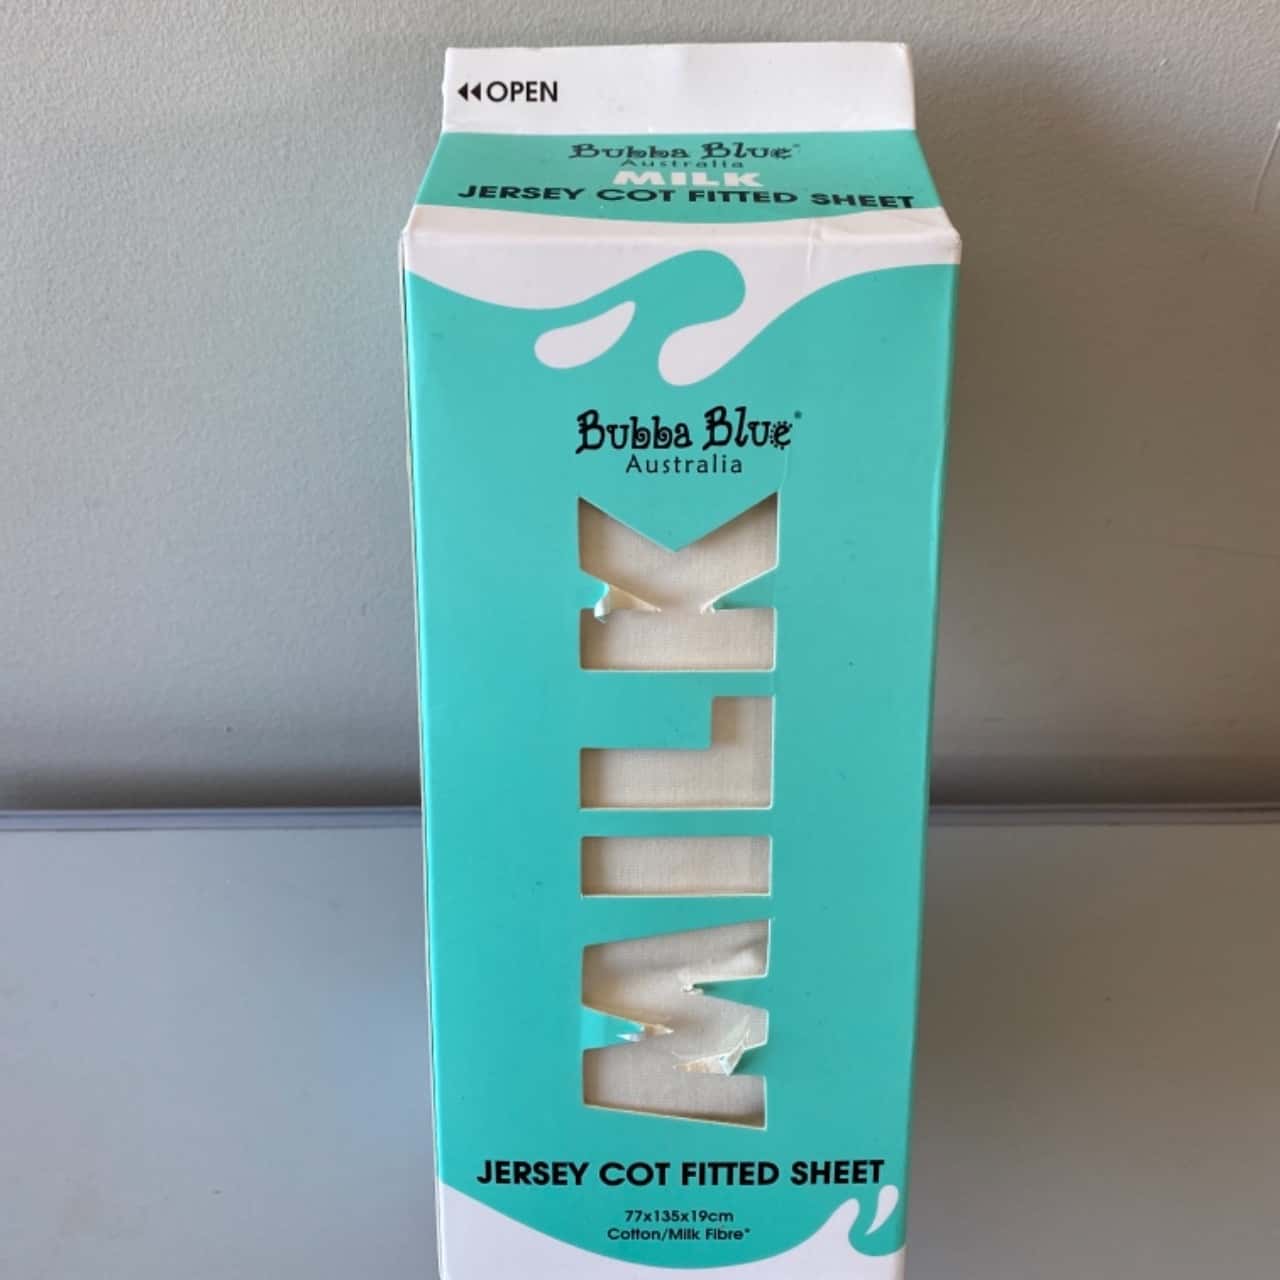 ◄◄OPEN
Bubba Blue®
Australia
MILK
JERSEY COT FITTED SHEET
Bubba Blue®
Australia
MILK
JERSEY COT FITTED SHEET
77x135x19cm
Cotton/Milk Fibre*